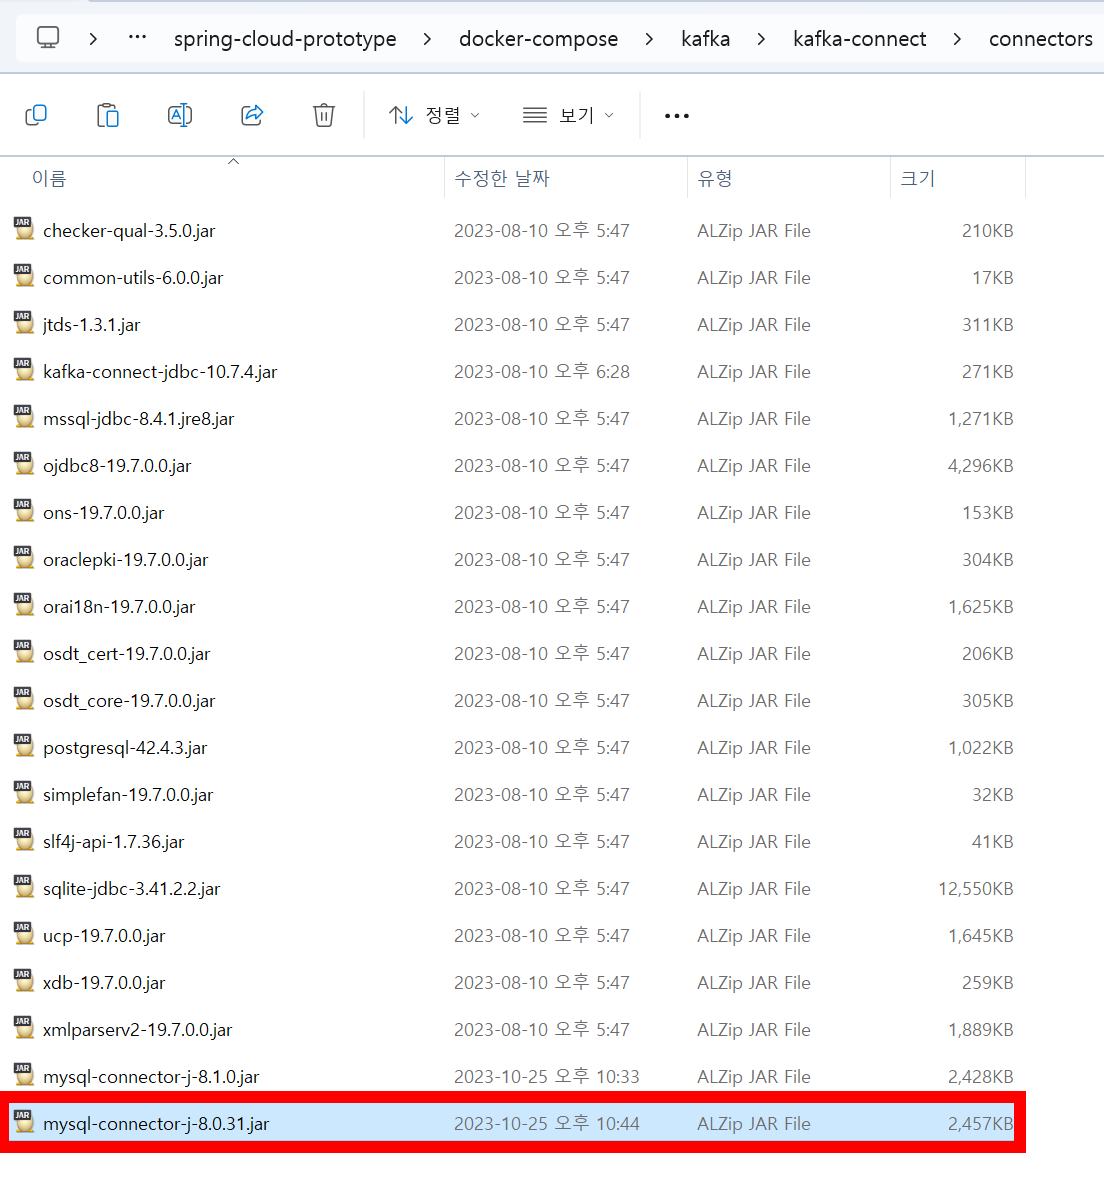 … spring-cloud-prototype > docker-compose > kafka > kafka-connect > connectors
정렬 보기 •••
이름 수정한 날짜 유형 크기
checker-qual-3.5.0.jar 2023-08-10 오후 5:47 ALZip JAR File 210KB
common-utils-6.0.0.jar 2023-08-10 오후 5:47 ALZip JAR File 17KB
jtds-1.3.1.jar 2023-08-10 오후 5:47 ALZip JAR File 311KB
kafka-connect-jdbc-10.7.4.jar 2023-08-10 오후 6:28 ALZip JAR File 271KB
mssql-jdbc-8.4.1.jre8.jar 2023-08-10 오후 5:47 ALZip JAR File 1,271KB
ojdbc8-19.7.0.0.jar 2023-08-10 오후 5:47 ALZip JAR File 4,296KB
ons-19.7.0.0.jar 2023-08-10 오후 5:47 ALZip JAR File 153KB
oraclepki-19.7.0.0.jar 2023-08-10 오후 5:47 ALZip JAR File 304KB
orai18n-19.7.0.0.jar 2023-08-10 오후 5:47 ALZip JAR File 1,625KB
osdt_cert-19.7.0.0.jar 2023-08-10 오후 5:47 ALZip JAR File 206KB
osdt_core-19.7.0.0.jar 2023-08-10 오후 5:47 ALZip JAR File 305KB
postgresql-42.4.3.jar 2023-08-10 오후 5:47 ALZip JAR File 1,022KB
simplefan-19.7.0.0.jar 2023-08-10 오후 5:47 ALZip JAR File 32KB
slf4j-api-1.7.36.jar 2023-08-10 오후 5:47 ALZip JAR File 41KB
sqlite-jdbc-3.41.2.2.jar 2023-08-10 오후 5:47 ALZip JAR File 12,550KB
ucp-19.7.0.0.jar 2023-08-10 오후 5:47 ALZip JAR File 1,645KB
xdb-19.7.0.0.jar 2023-08-10 오후 5:47 ALZip JAR File 259KB
xmlparserv2-19.7.0.0.jar 2023-08-10 오후 5:47 ALZip JAR File 1,889KB
mysql-connector-j-8.1.0.jar 2023-10-25 오후 10:33 ALZip JAR File 2,428KB
mysql-connector-j-8.0.31.jar 2023-10-25 오후 10:44 ALZip JAR File 2,457KB